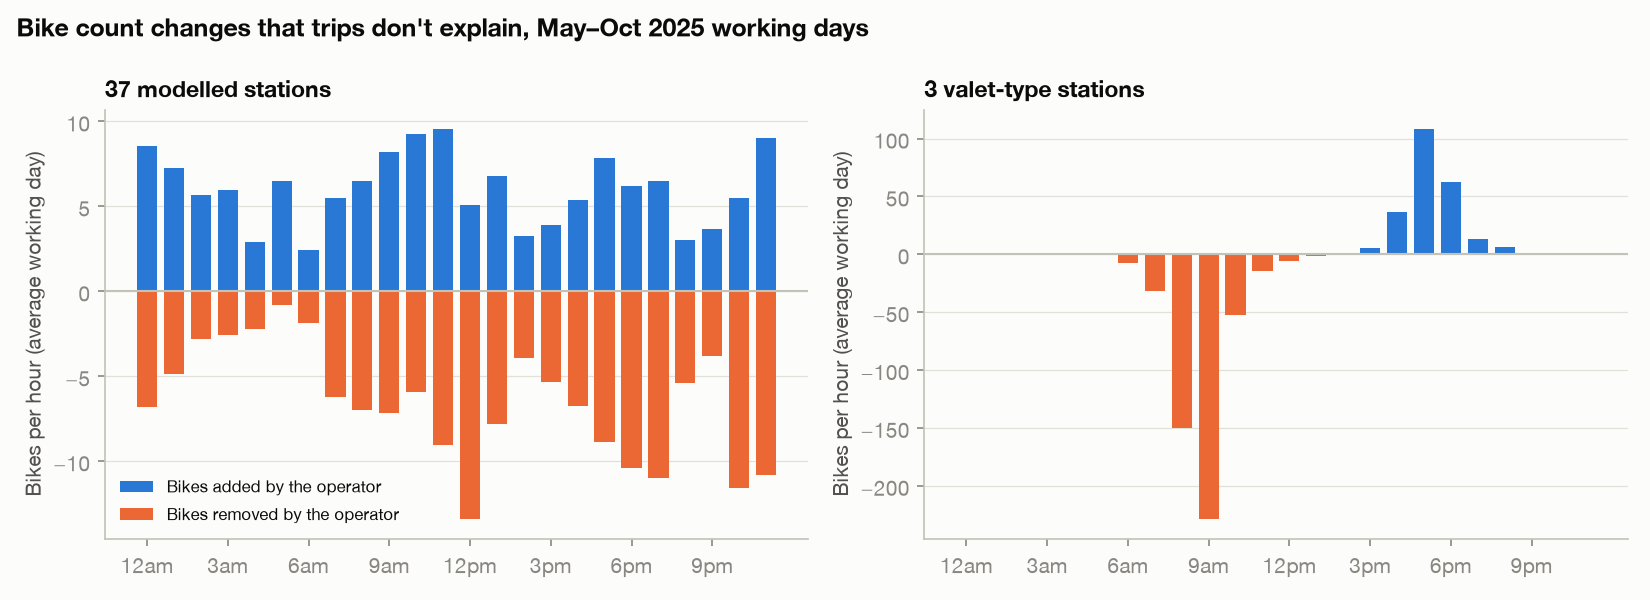 Bike count changes that trips don't explain, May–Oct 2025 working days
37 modelled stations
Bikes per hour (average working day)
10
5
0
−5
−10
Bikes added by the operator
Bikes removed by the operator
12am 3am 6am 9am 12pm 3pm 6pm 9pm
3 valet-type stations
Bikes per hour (average working day)
100
50
0
−50
−100
−150
−200
12am 3am 6am 9am 12pm 3pm 6pm 9pm